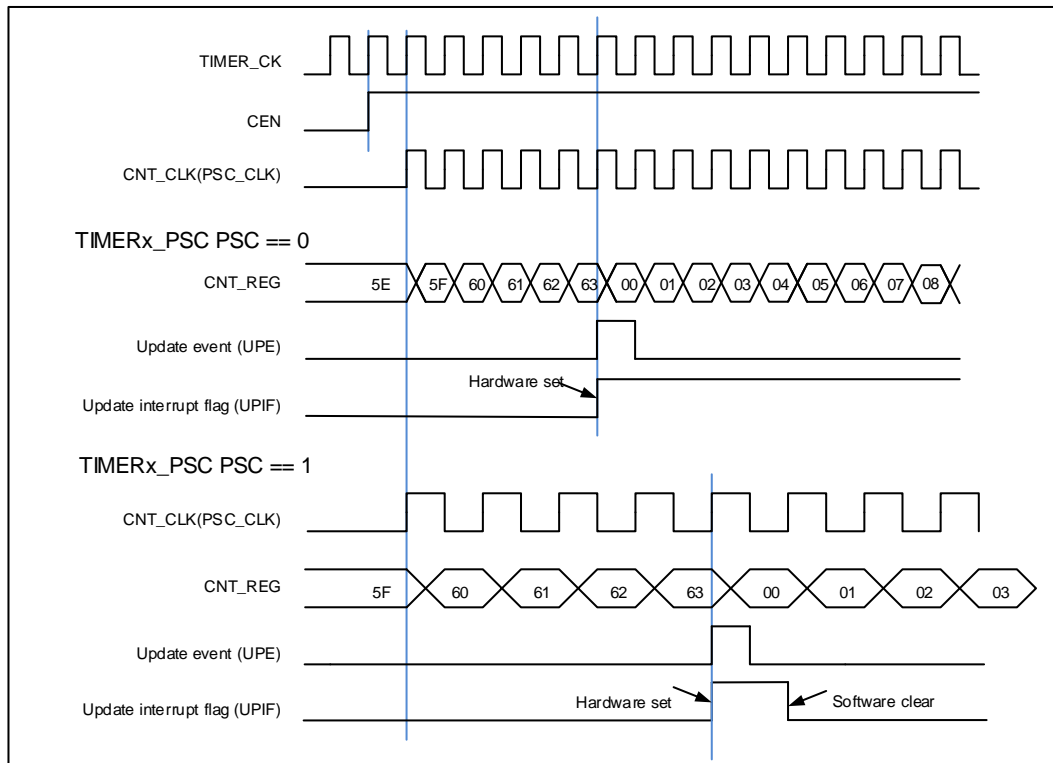 TIMER_CK
CEN
CNT_CLK(PSC_CLK)
TIMERx_PSC PSC == 0
CNT_REG 5E 5F 60 61 62 63 00 01 02 03 04 05 06 07 08
Update event (UPE)
Hardware set
Update interrupt flag (UPIF)
TIMERx_PSC PSC == 1
CNT_CLK(PSC_CLK)
CNT_REG 5F 60 61 62 63 00 01 02 03
Update event (UPE)
Hardware set Software clear
Update interrupt flag (UPIF)